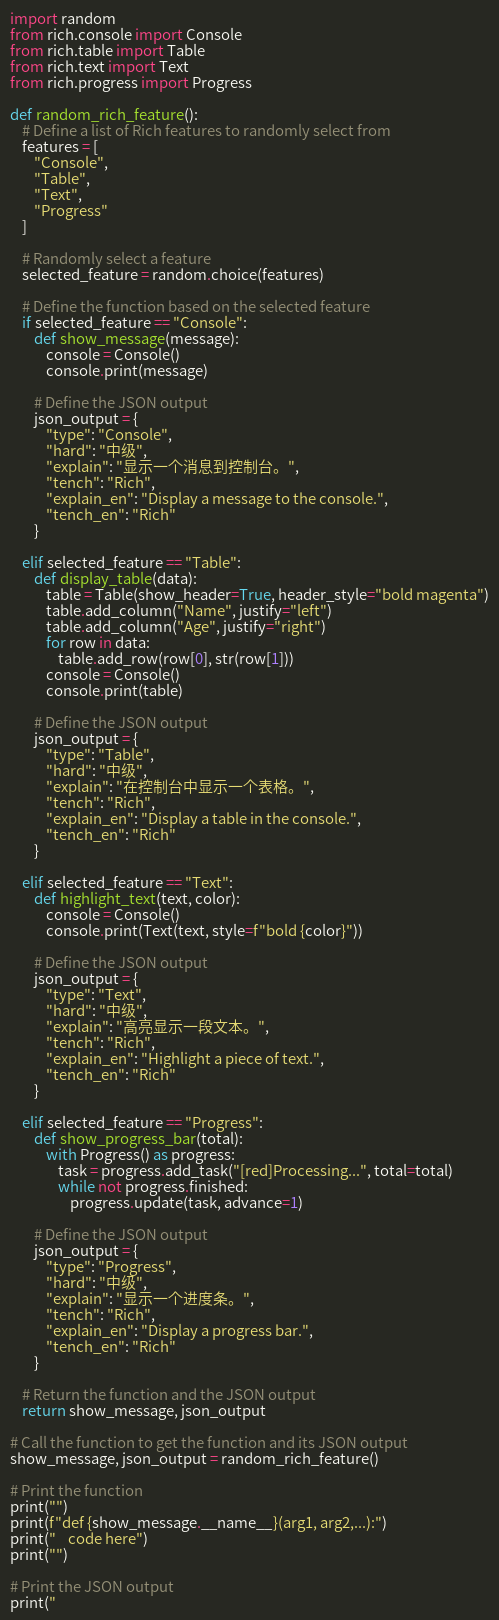 import random
from rich.console import Console
from rich.table import Table
from rich.text import Text
from rich.progress import Progress

def random_rich_feature():
    # Define a list of Rich features to randomly select from
    features = [
        "Console",
        "Table",
        "Text",
        "Progress"
    ]

    # Randomly select a feature
    selected_feature = random.choice(features)

    # Define the function based on the selected feature
    if selected_feature == "Console":
        def show_message(message):
            console = Console()
            console.print(message)

        # Define the JSON output
        json_output = {
            "type": "Console",
            "hard": "中级",
            "explain": "显示一个消息到控制台。",
            "tench": "Rich",
            "explain_en": "Display a message to the console.",
            "tench_en": "Rich"
        }

    elif selected_feature == "Table":
        def display_table(data):
            table = Table(show_header=True, header_style="bold magenta")
            table.add_column("Name", justify="left")
            table.add_column("Age", justify="right")
            for row in data:
                table.add_row(row[0], str(row[1]))
            console = Console()
            console.print(table)

        # Define the JSON output
        json_output = {
            "type": "Table",
            "hard": "中级",
            "explain": "在控制台中显示一个表格。",
            "tench": "Rich",
            "explain_en": "Display a table in the console.",
            "tench_en": "Rich"
        }

    elif selected_feature == "Text":
        def highlight_text(text, color):
            console = Console()
            console.print(Text(text, style=f"bold {color}"))

        # Define the JSON output
        json_output = {
            "type": "Text",
            "hard": "中级",
            "explain": "高亮显示一段文本。",
            "tench": "Rich",
            "explain_en": "Highlight a piece of text.",
            "tench_en": "Rich"
        }

    elif selected_feature == "Progress":
        def show_progress_bar(total):
            with Progress() as progress:
                task = progress.add_task("[red]Processing...", total=total)
                while not progress.finished:
                    progress.update(task, advance=1)

        # Define the JSON output
        json_output = {
            "type": "Progress",
            "hard": "中级",
            "explain": "显示一个进度条。",
            "tench": "Rich",
            "explain_en": "Display a progress bar.",
            "tench_en": "Rich"
        }

    # Return the function and the JSON output
    return show_message, json_output

# Call the function to get the function and its JSON output
show_message, json_output = random_rich_feature()

# Print the function
print("")
print(f"def {show_message.__name__}(arg1, arg2,...):")
print("    code here")
print("")

# Print the JSON output
print("